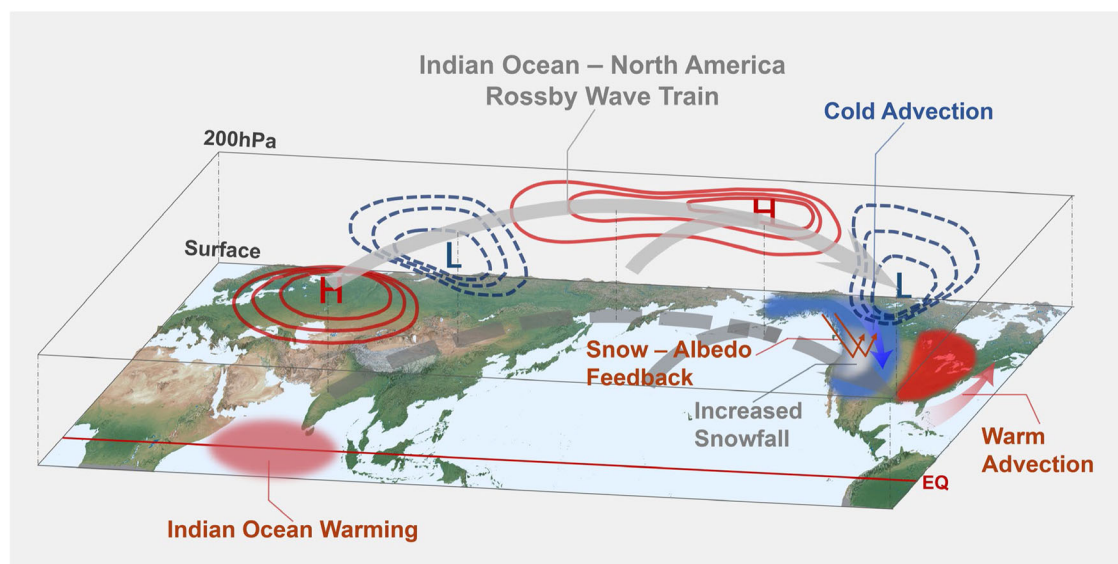 Indian Ocean – North America
Rossby Wave Train
Cold Advection
200hPa
H
Surface
L
L
H
Snow – Albedo
Feedback
Increased
Snowfall
Warm
Advection
EQ
Indian Ocean Warming